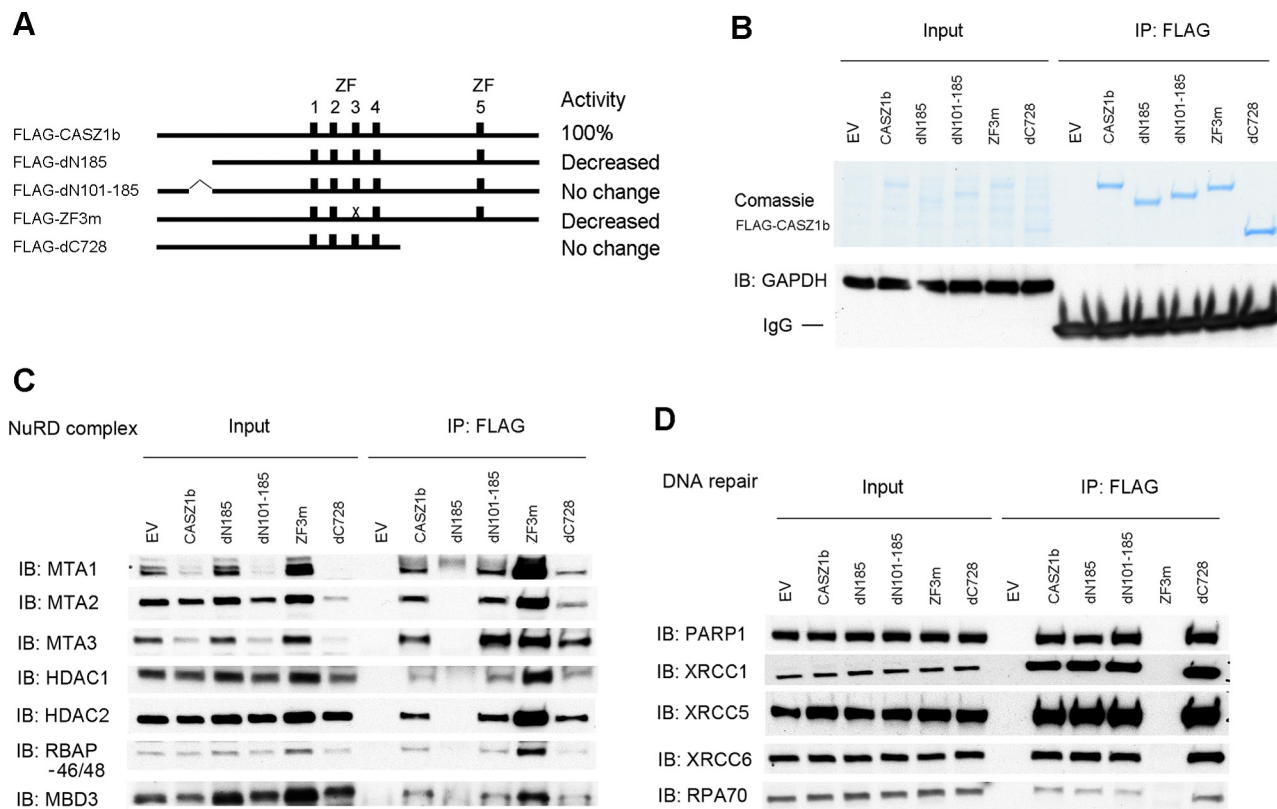 A
ZF ZF
1 2 3 4 5 Activity
FLAG-CASZ1b 100%
FLAG-dN185 Decreased
FLAG-dN101-185 No change
FLAG-ZF3m X Decreased
FLAG-dC728 No change
B
Input IP: FLAG
EV CASZ1b dN185 dN101-185 ZF3m dC728 EV CASZ1b dN185 dN101-185 ZF3m dC728
Comassie
FLAG-CASZ1b
IB: GAPDH
IgG
C
NuRD complex Input IP: FLAG
EV CASZ1b dN185 dN101-185 ZF3m dC728 EV CASZ1b dN185 dN101-185 ZF3m dC728
IB: MTA1
IB: MTA2
IB: MTA3
IB: HDAC1
IB: HDAC2
IB: RBAP
-46/48
IB: MBD3
D
DNA repair Input IP: FLAG
EV CASZ1b dN185 dN101-185 ZF3m dC728 EV CASZ1b dN185 dN101-185 ZF3m dC728
IB: PARP1
IB: XRCC1
IB: XRCC5
IB: XRCC6
IB: RPA70